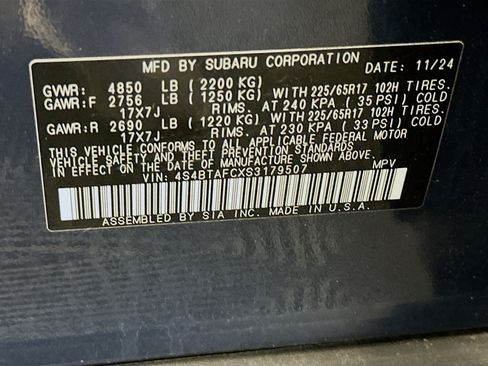 MFD BY SUBARU CORPORATION DATE: 11/24
GVWR: 4850 LB (2200 KG)
GAWR:F 2756 LB (1250 KG) WITH 225/65R17 102H TIRES.
17X7J RIMS. AT 240 KPA (35 PSI) COLD
GAWR:R 2690 LB (1220 KG) WITH 225/65R17 102H TIRES.
17X7J RIMS. AT 230 KPA (33 PSI) COLD
THIS VEHICLE CONFORMS TO ALL APPLICABLE FEDERAL MOTOR
VEHICLE SAFETY AND THEFT PREVENTION STANDARDS
IN EFFECT ON THE DATE OF MANUFACTURE SHOWN ABOVE.
VIN: 4S4BTAFCXS3179507 MPV
ASSEMBLED BY SIA INC. MADE IN U.S.A.